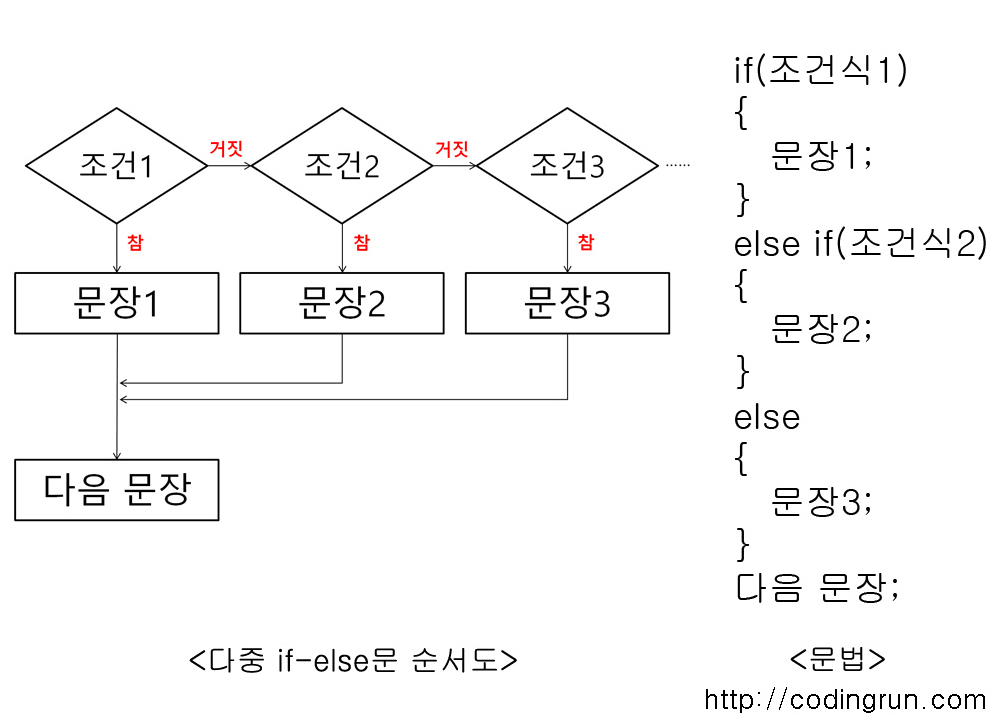 조건1
거짓
조건2
거짓
조건3
......
참
참
참
문장1
문장2
문장3
다음 문장
<다중 if-else문 순서도>
if(조건식1)
{
문장1;
}
else if(조건식2)
{
문장2;
}
else
{
문장3;
}
다음 문장;
<문법>
http://codingrun.com